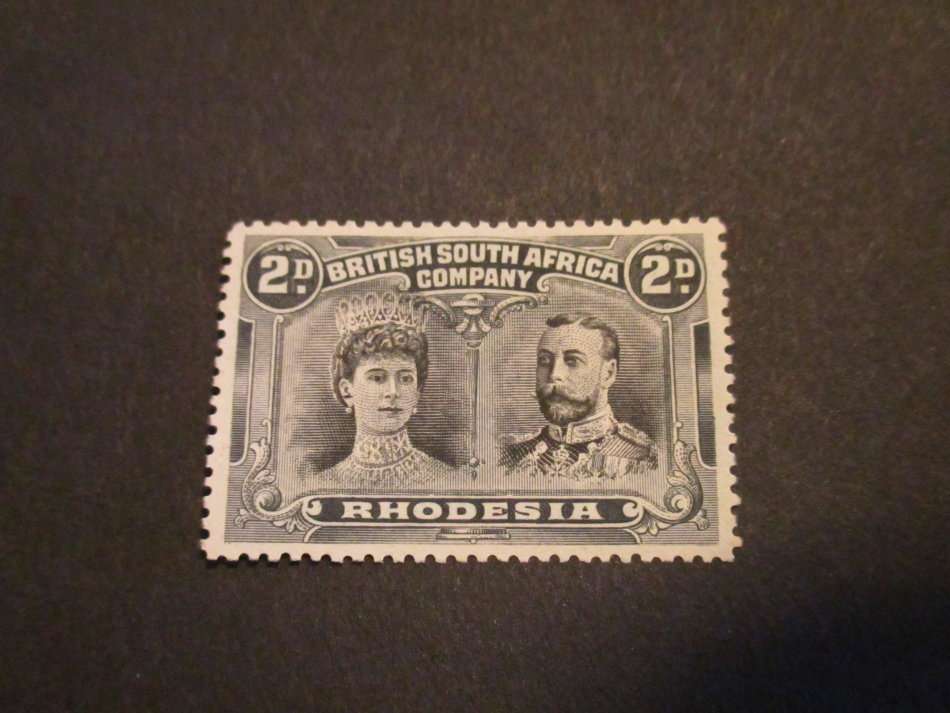 2D. BRITISH SOUTH AFRICA 2D.
COMPANY
RHODESIA